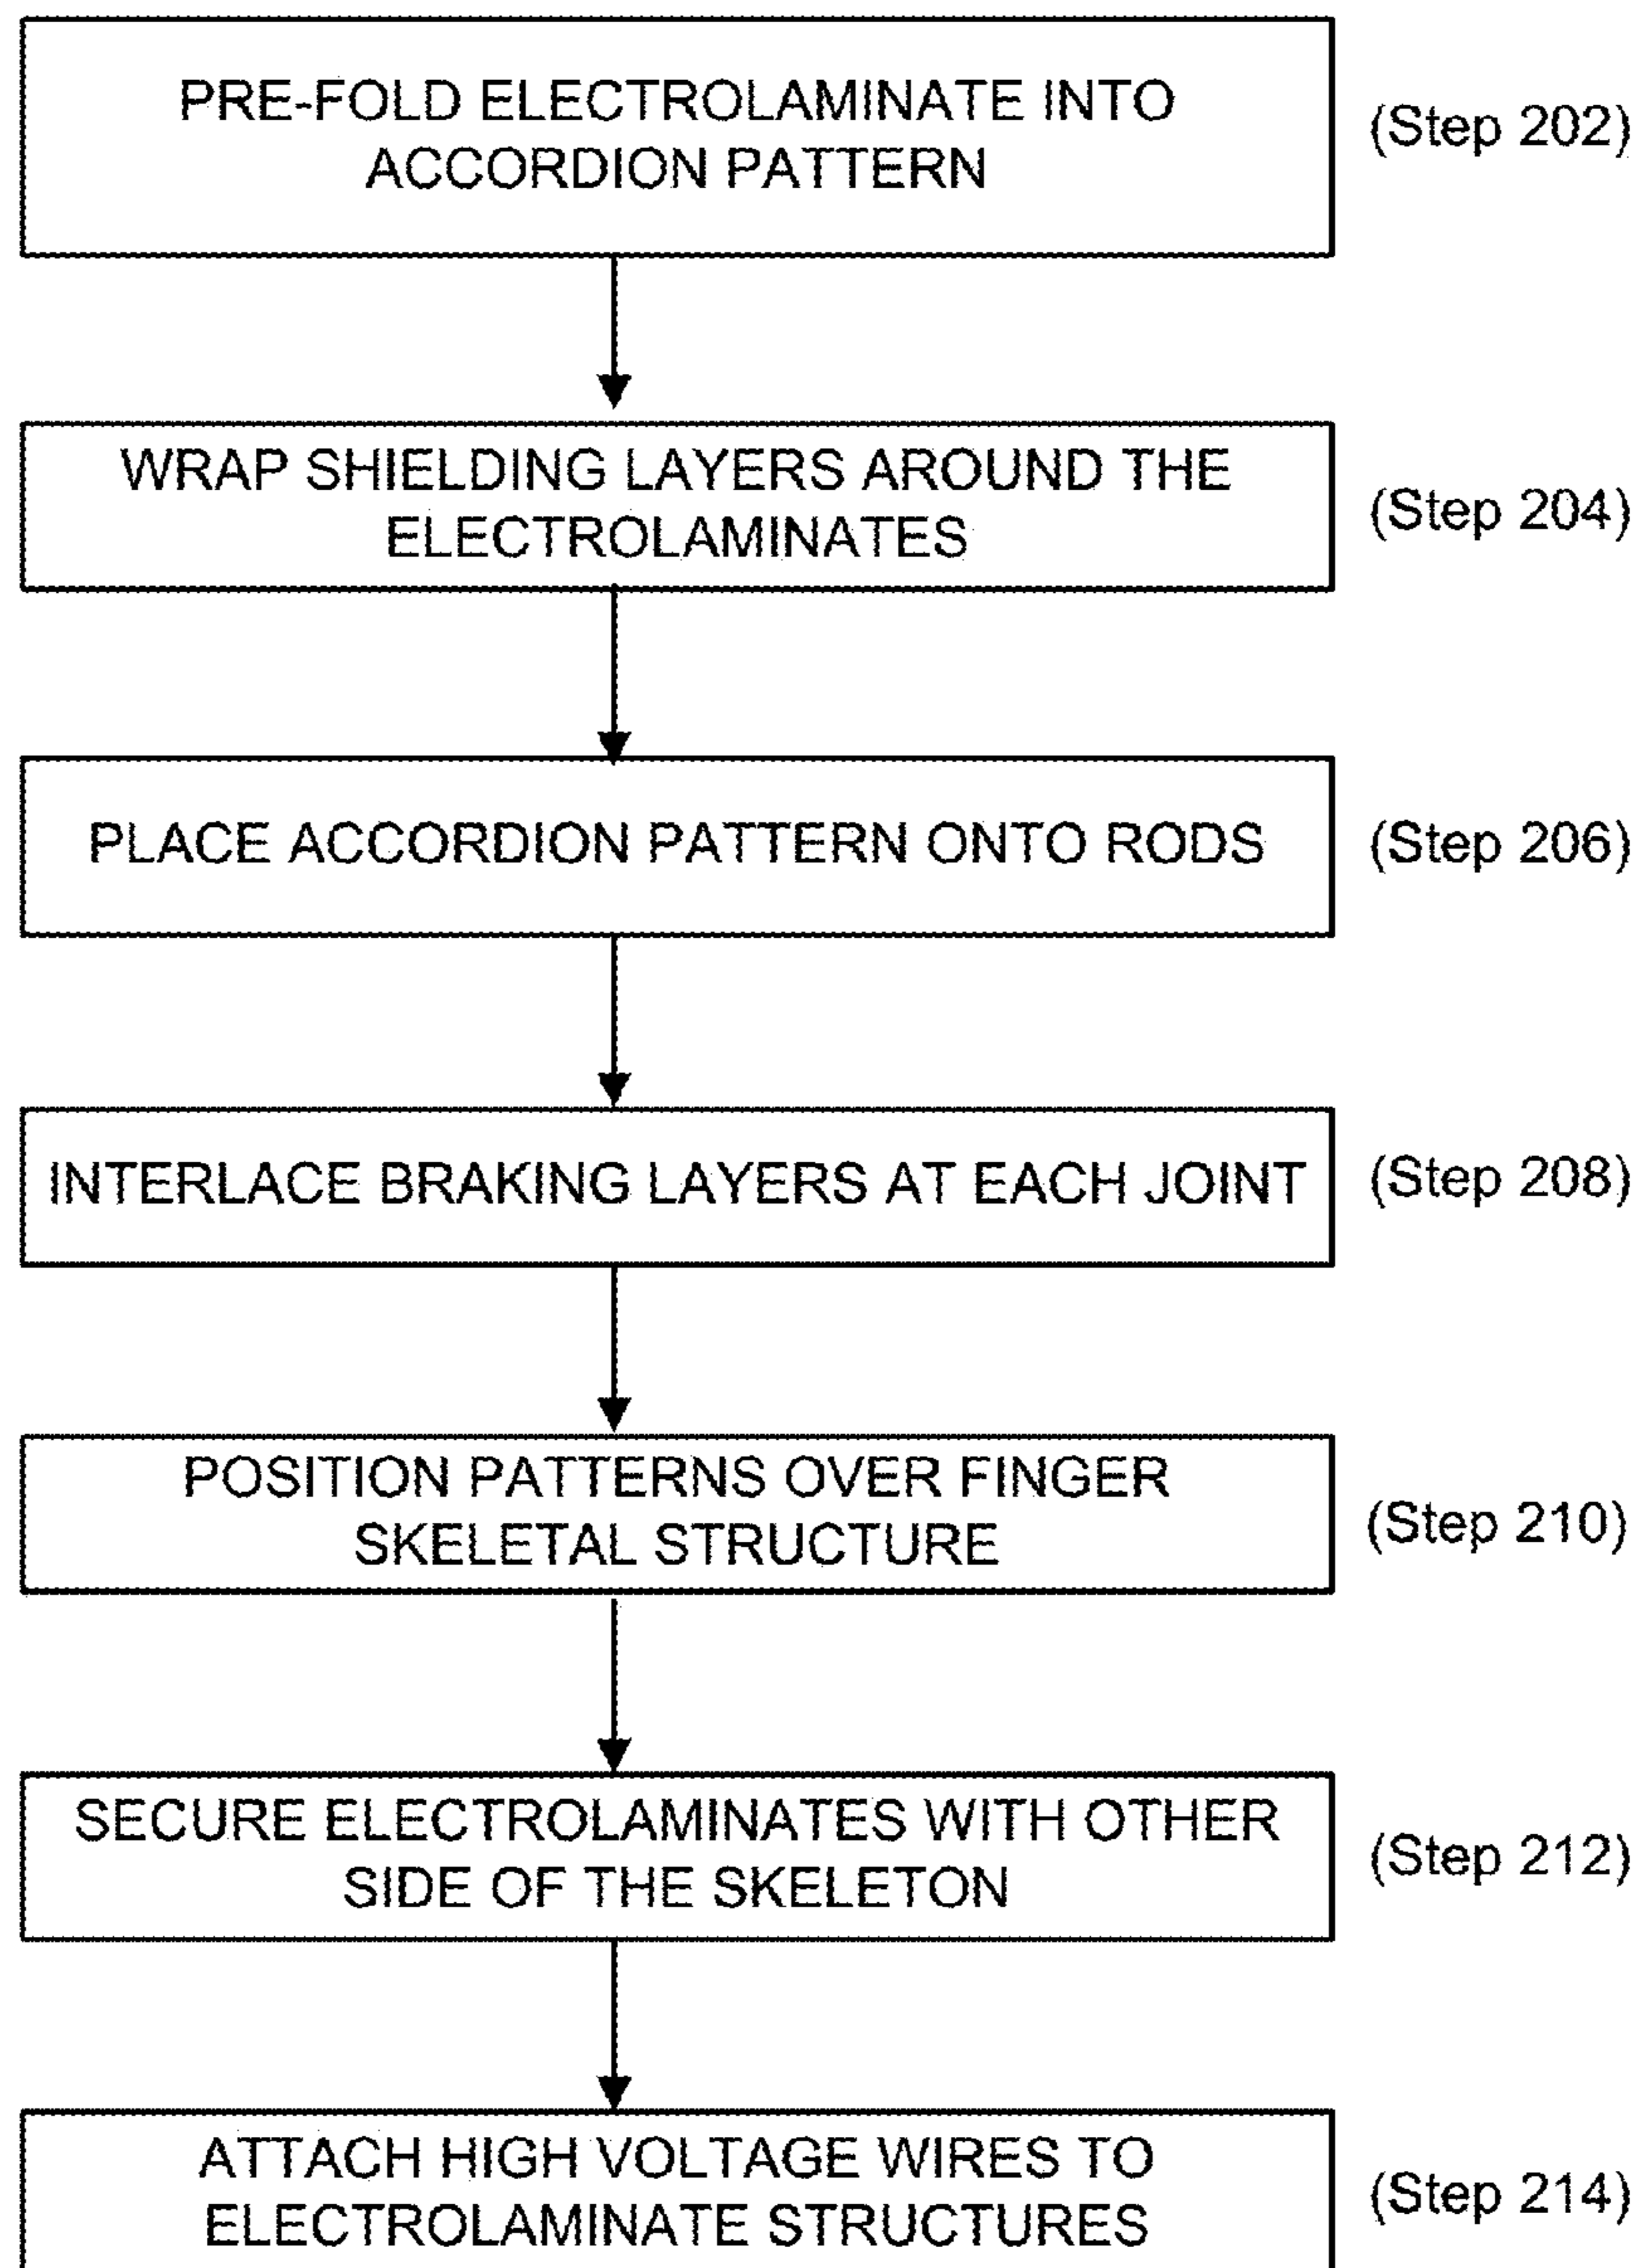 PRE-FOLD ELECTROLAMINATE INTO
ACCORDION PATTERN
(Step 202)
WRAP SHIELDING LAYERS AROUND THE
ELECTROLAMINATES
(Step 204)
PLACE ACCORDION PATTERN ONTO RODS
(Step 206)
INTERLACE BRAKING LAYERS AT EACH JOINT
(Step 208)
POSITION PATTERNS OVER FINGER
SKELETAL STRUCTURE
(Step 210)
SECURE ELECTROLAMINATES WITH OTHER
SIDE OF THE SKELETON
(Step 212)
ATTACH HIGH VOLTAGE WIRES TO
ELECTROLAMINATE STRUCTURES
(Step 214)